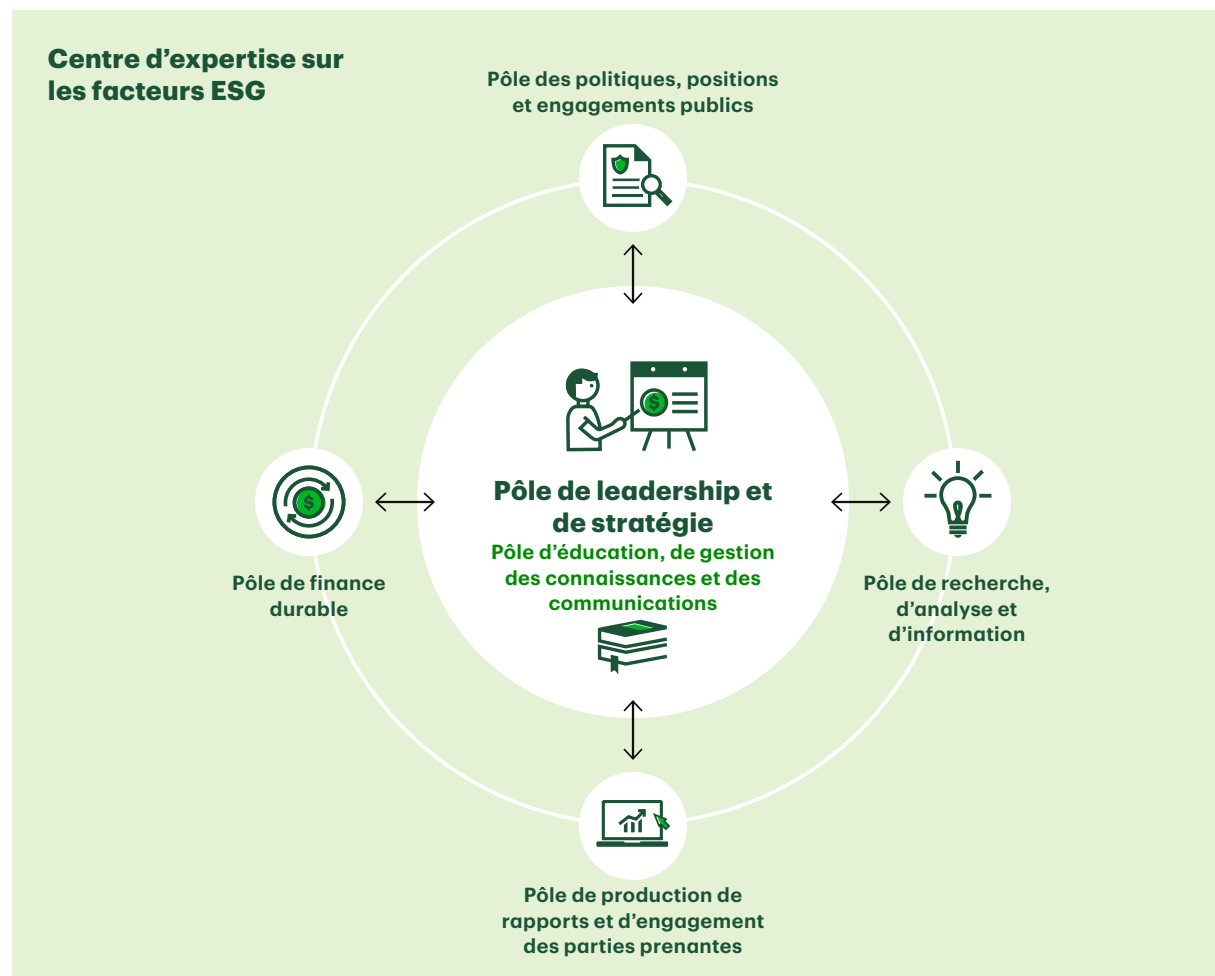 Centre d’expertise sur
les facteurs ESG
Pôle des politiques, positions
et engagements publics
Pôle de leadership et
de stratégie
Pôle d’éducation, de gestion
des connaissances et des
communications
Pôle de finance
durable
Pôle de recherche,
d’analyse et
d’information
Pôle de production de
rapports et d’engagement
des parties prenantes